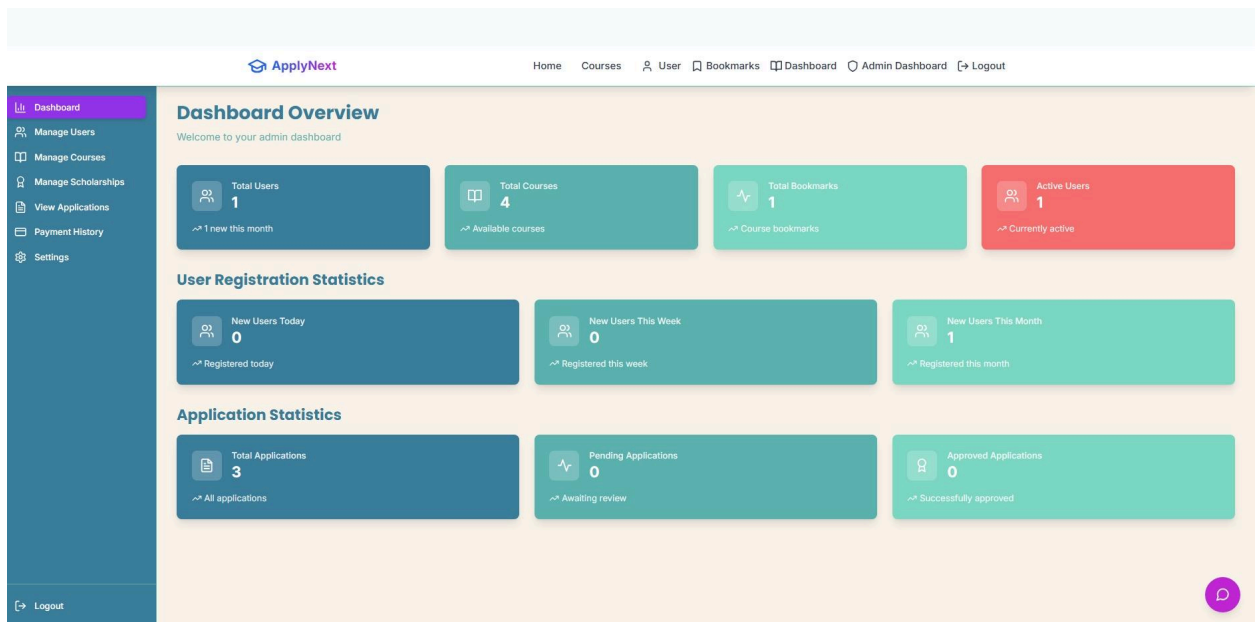 ApplyNext
Home Courses User Bookmarks Dashboard Admin Dashboard Logout
Dashboard
Manage Users
Manage Courses
Manage Scholarships
View Applications
Payment History
Settings
Logout
Dashboard Overview
Welcome to your admin dashboard
Total Users
1
1 new this month
Total Courses
4
Available courses
Total Bookmarks
1
Course bookmarks
Active Users
1
Currently active
User Registration Statistics
New Users Today
0
Registered today
New Users This Week
0
Registered this week
New Users This Month
1
Registered this month
Application Statistics
Total Applications
3
All applications
Pending Applications
0
Awaiting review
Approved Applications
0
Successfully approved